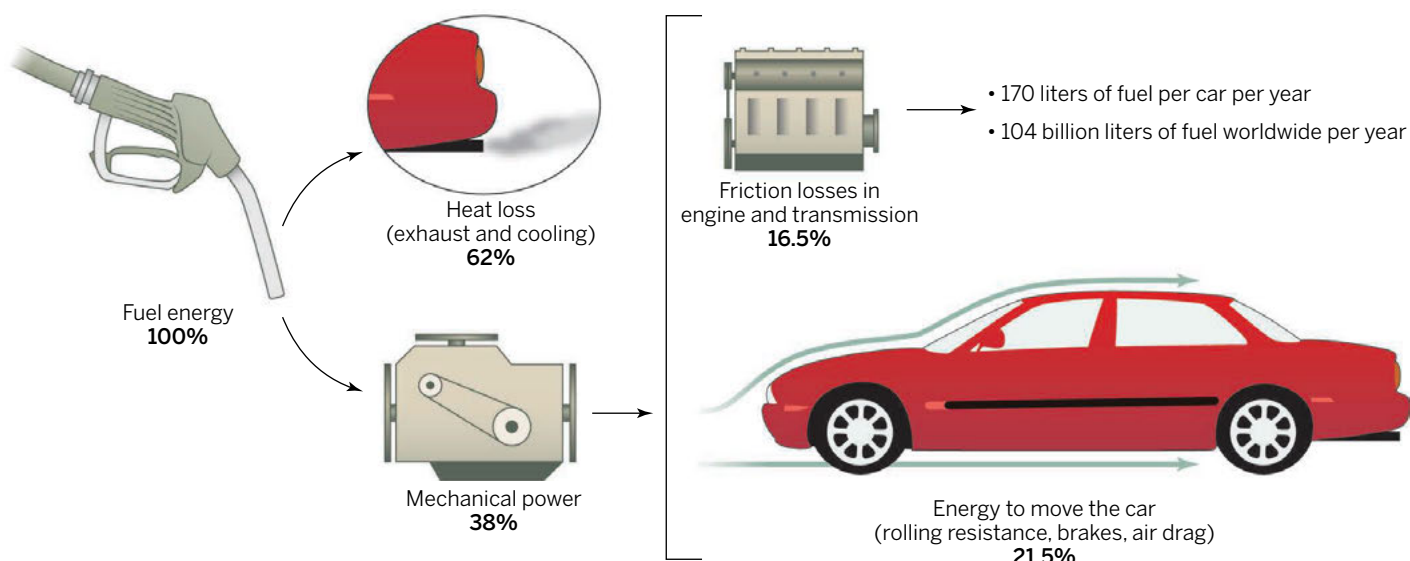 Fuel energy
100%
Heat loss
(exhaust and cooling)
62%
Mechanical power
38%
Friction losses in
engine and transmission
16.5%
• 170 liters of fuel per car per year
• 104 billion liters of fuel worldwide per year
Energy to move the car
(rolling resistance, brakes, air drag)
21.5%